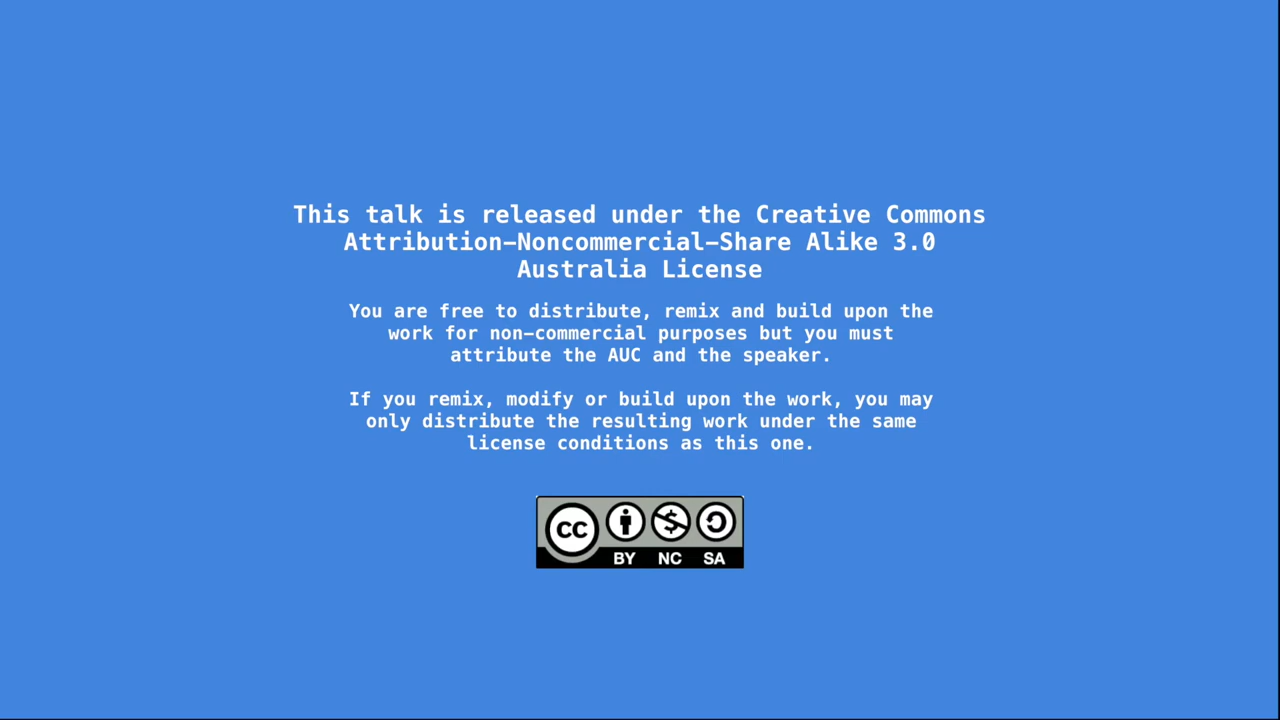 This talk is released under the Creative Commons
Attribution–Noncommercial–Share Alike 3.0
Australia License
You are free to distribute, remix and build upon the
work for non–commercial purposes but you must
attribute the AUC and the speaker.
If you remix, modify or build upon the work, you may
only distribute the resulting work under the same
license conditions as this one.
CC
BY NC SA